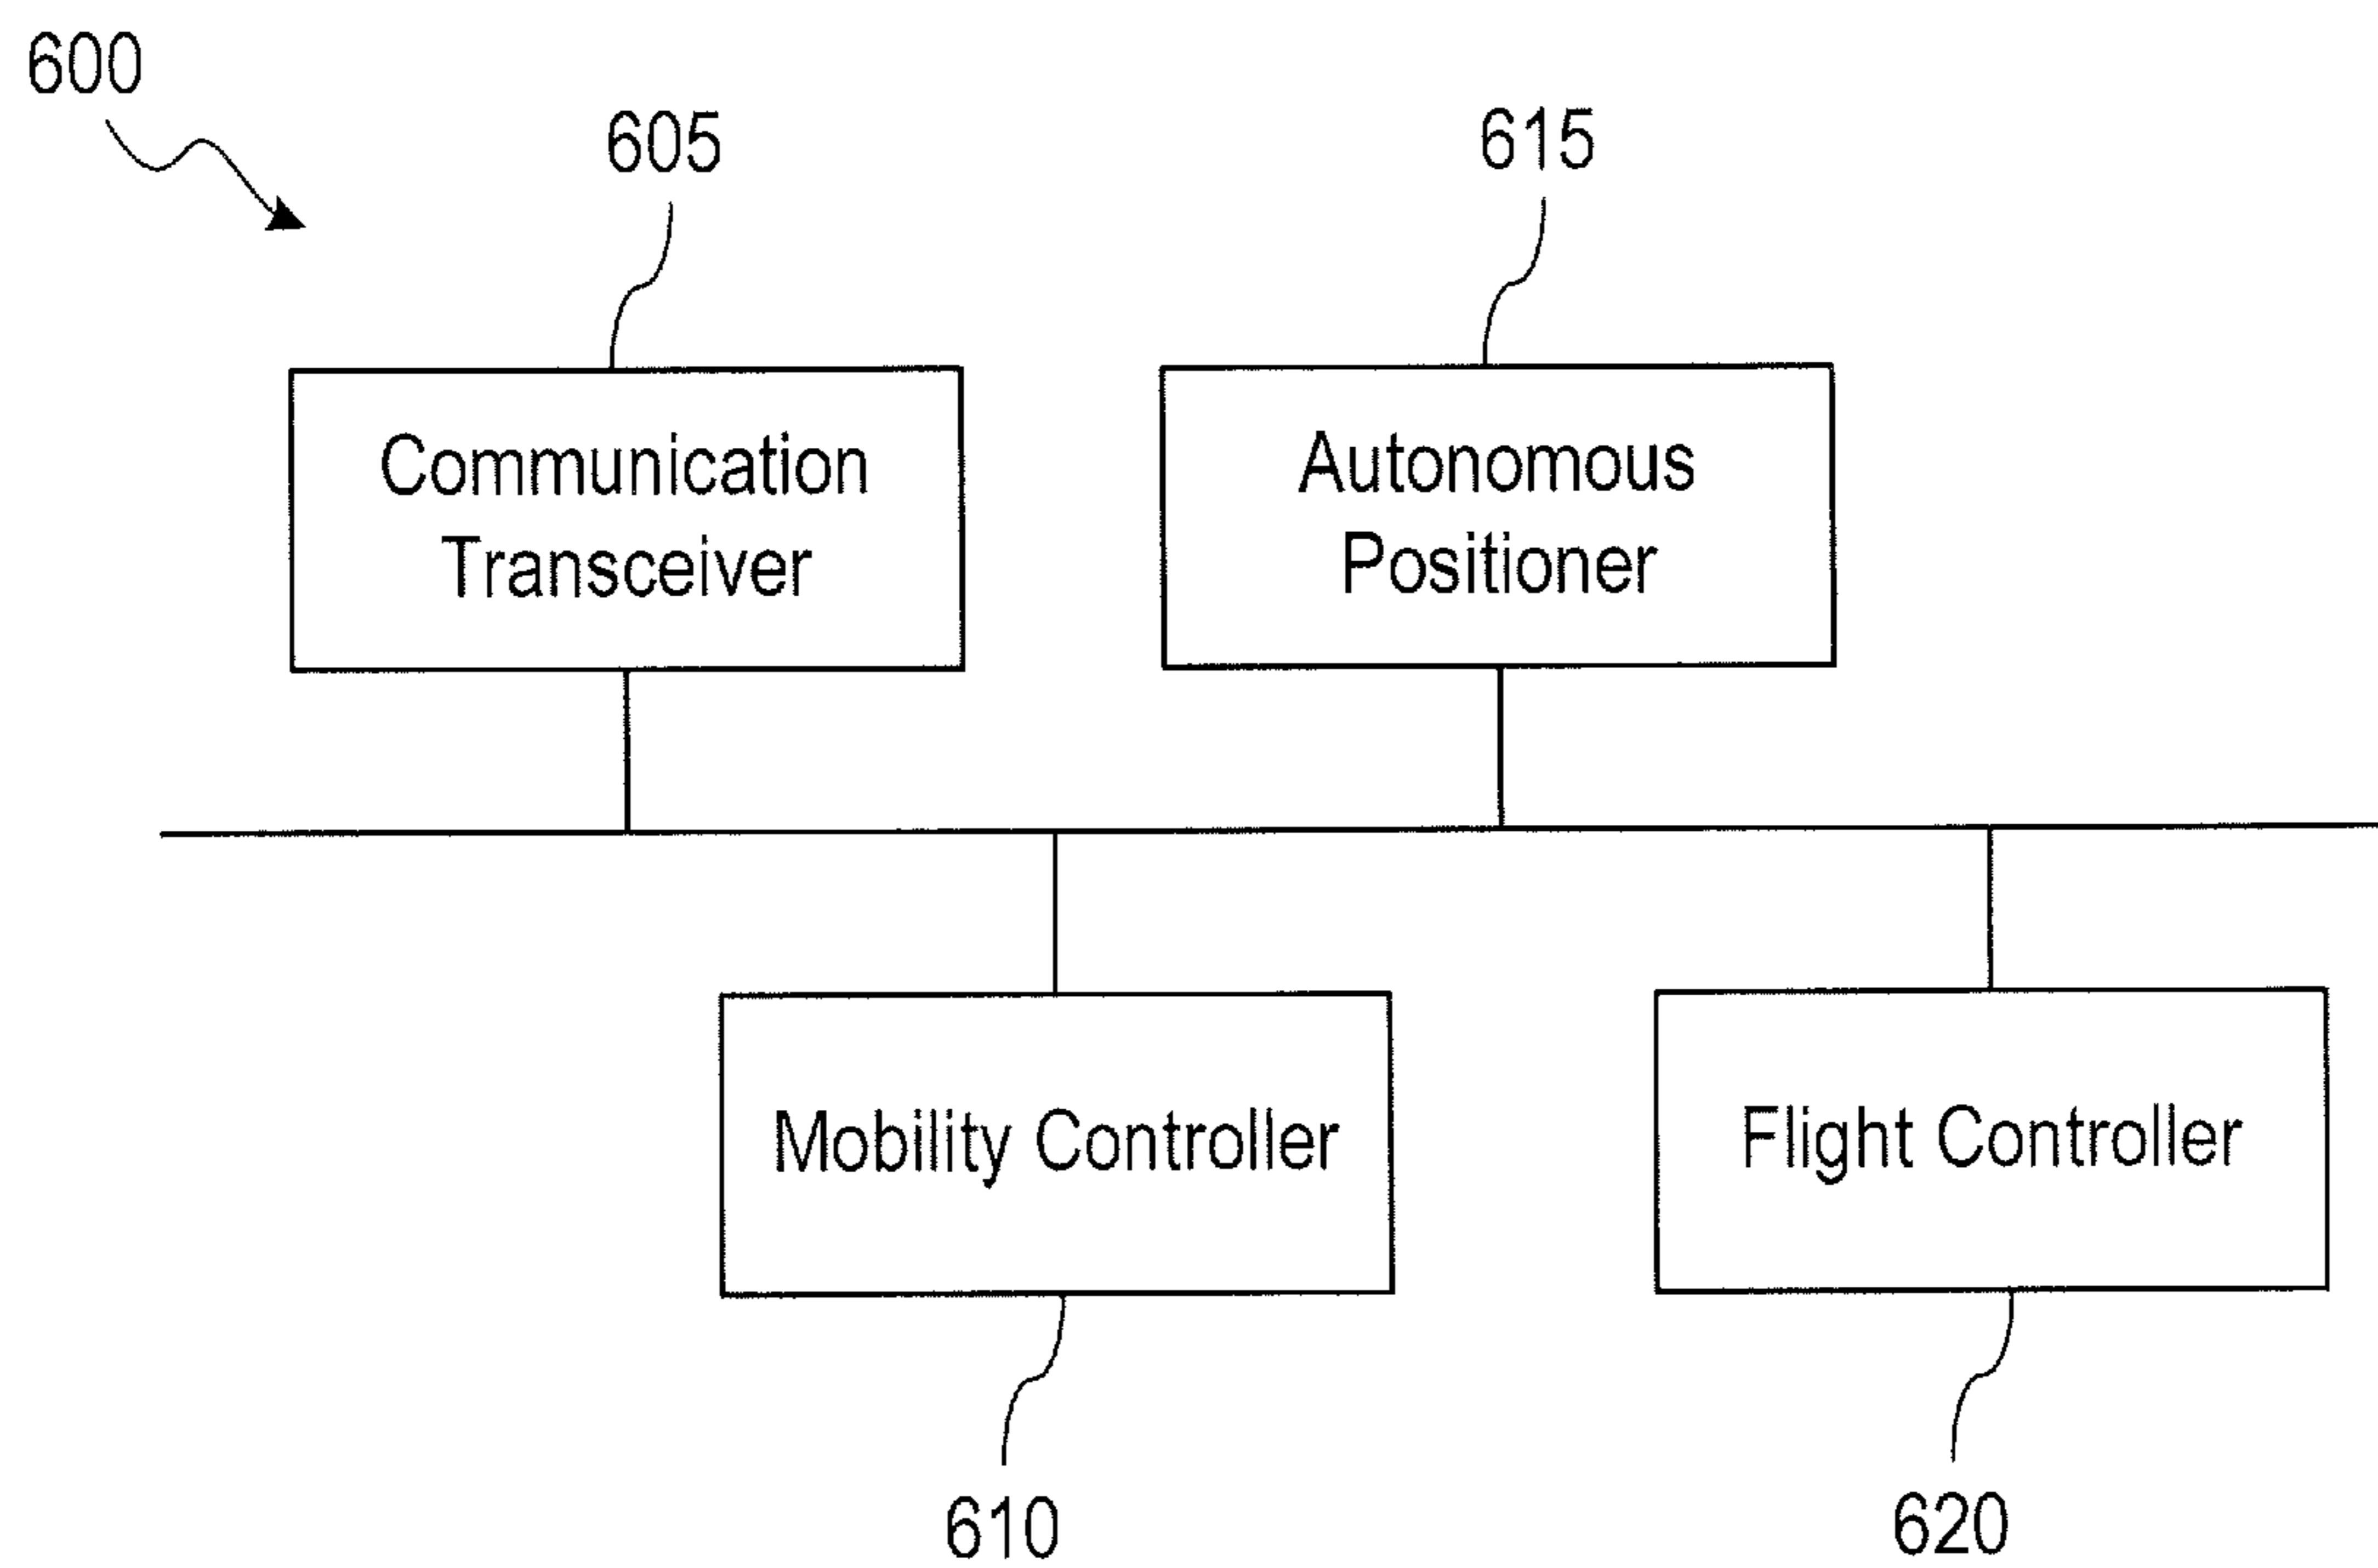 600
605
615
Communication
Transceiver
Autonomous
Positioner
Mobility Controller
Flight Controller
610
620